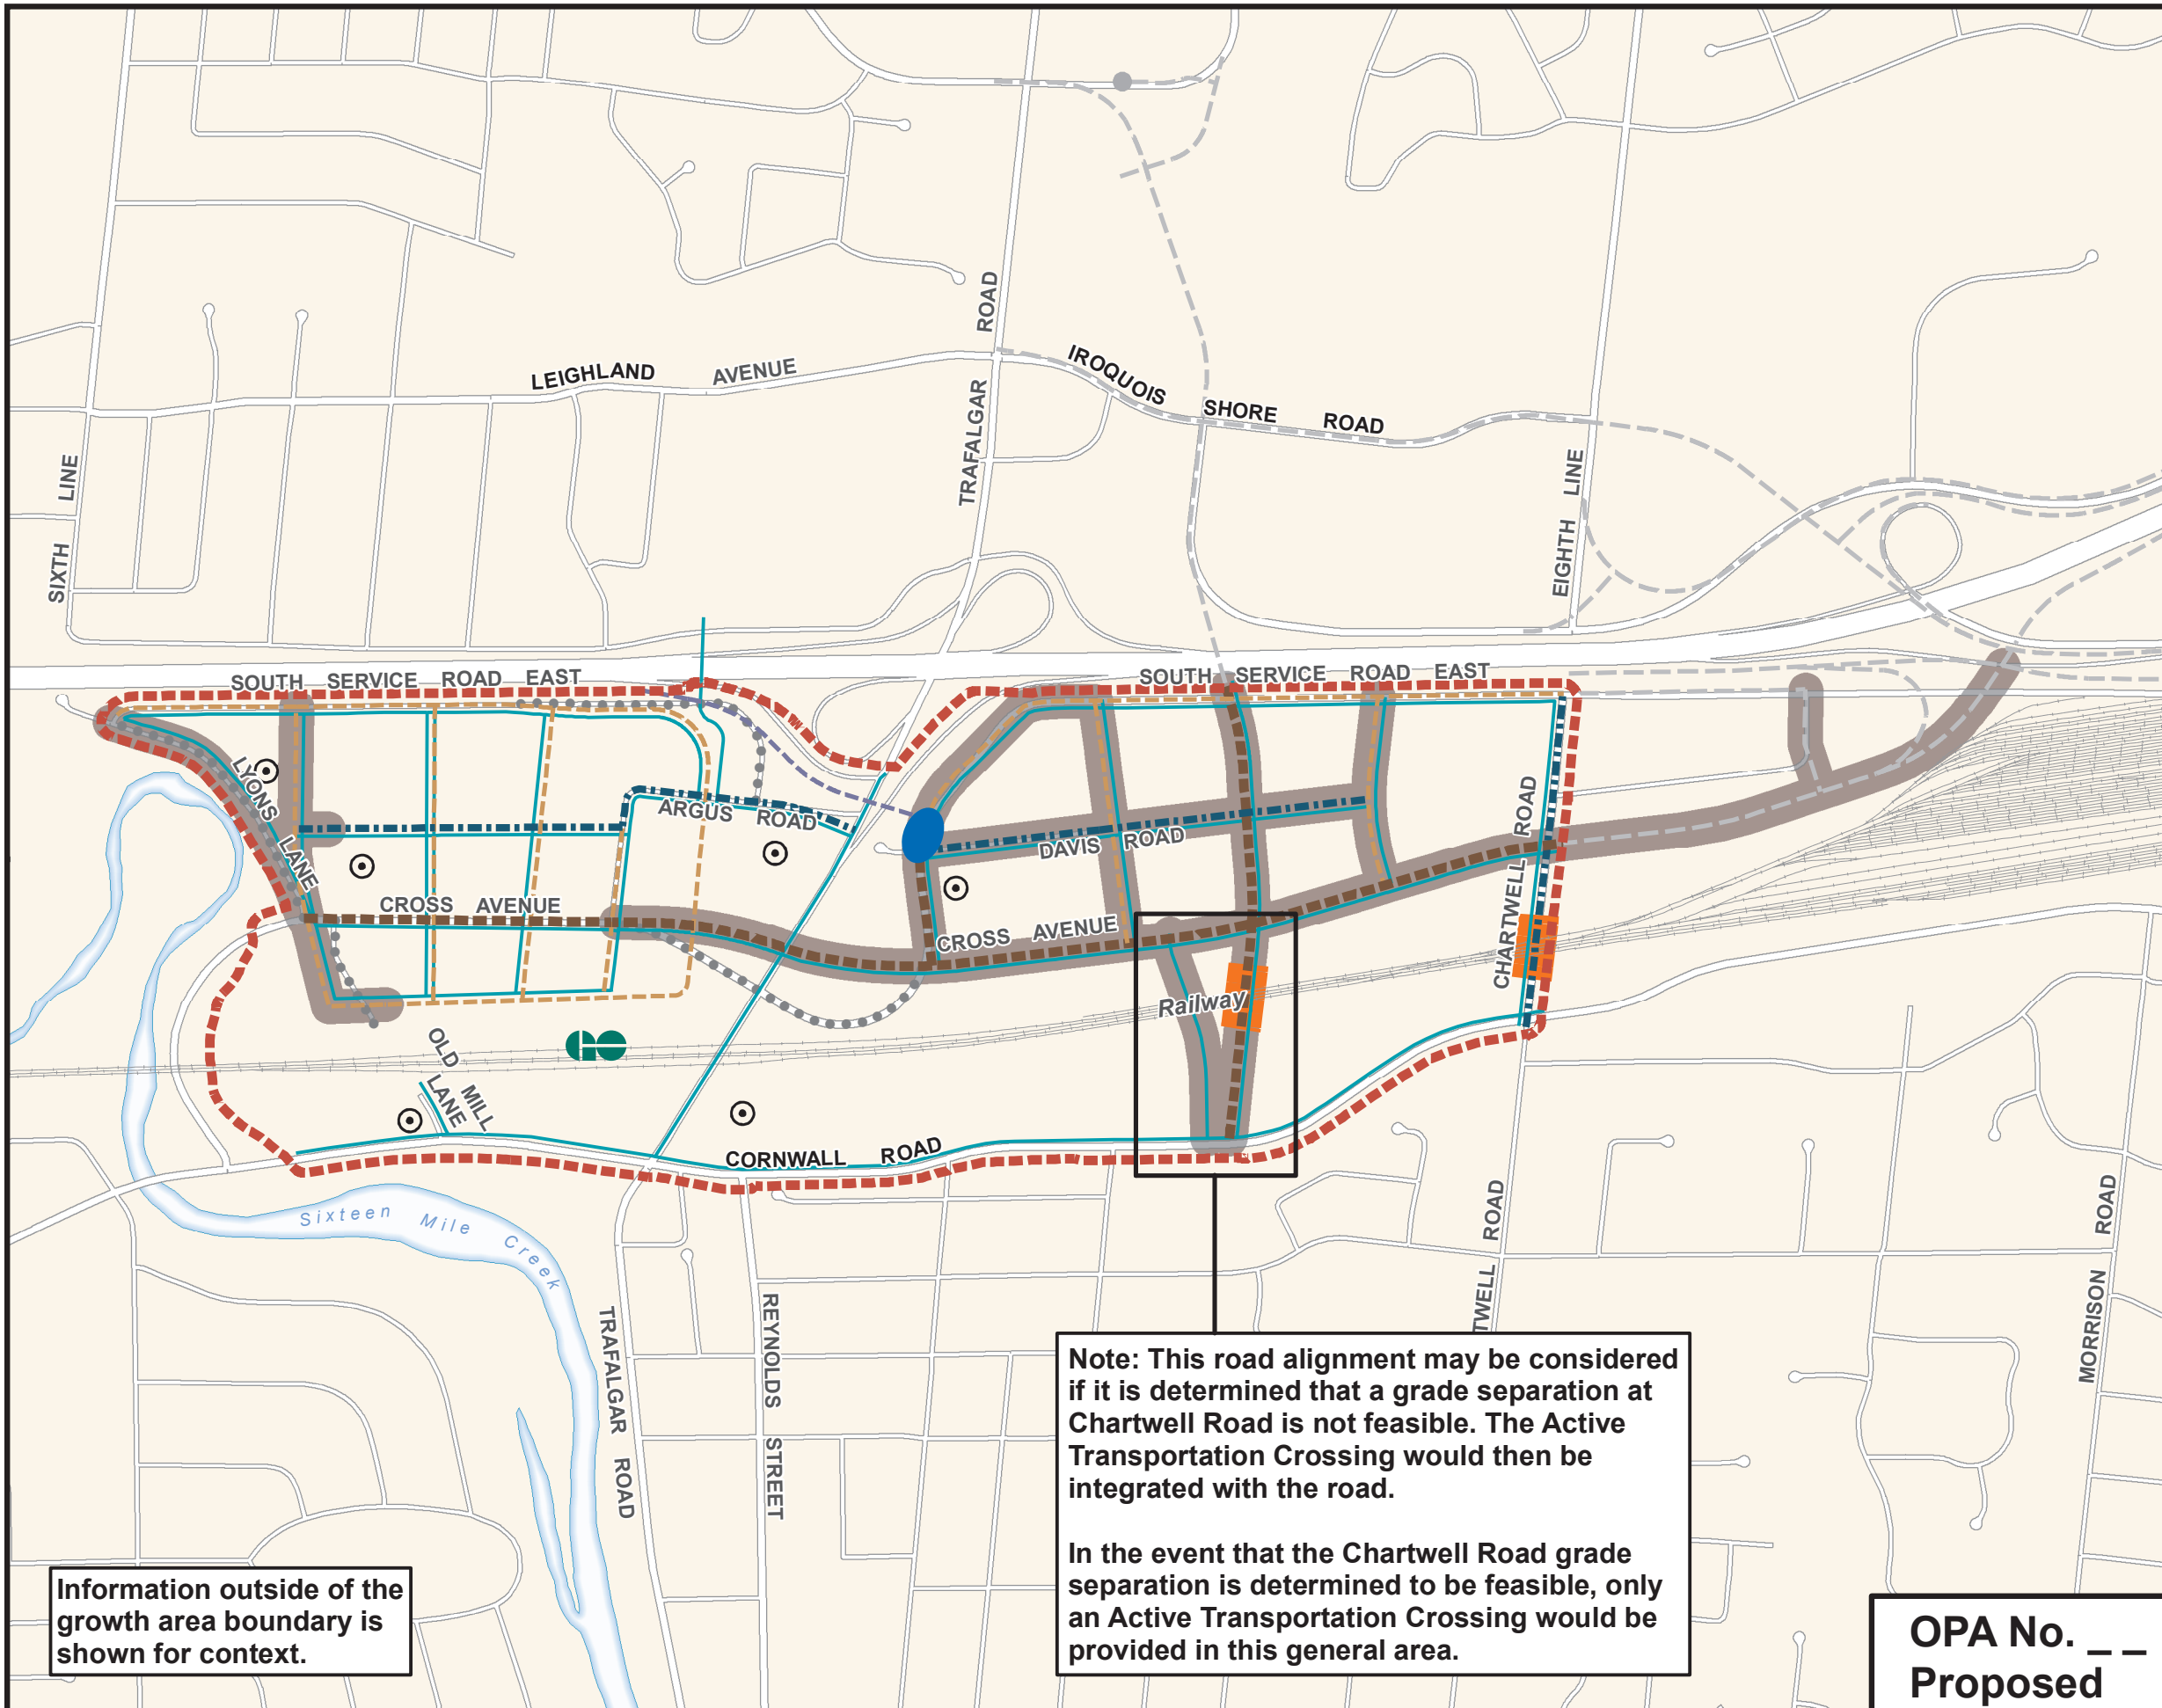 LEIGHLAND AVENUE
IROQUOIS SHORE ROAD
TRAFALGAR ROAD
SIXTH LINE
EIGHTH LINE
SOUTH SERVICE ROAD EAST
SOUTH SERVICE ROAD EAST
LYONS LANE
ARGUS ROAD
DAVIS ROAD
CHARTWELL ROAD
CROSS AVENUE
CROSS AVENUE
Railway
OLD MILL LANE
GO
CORNWALL ROAD
Sixteen Mile Creek
TRAFALGAR ROAD
REYNOLDS STREET
TWELL ROAD
MORRISON ROAD
Note: This road alignment may be considered
if it is determined that a grade separation at
Chartwell Road is not feasible. The Active
Transportation Crossing would then be
integrated with the road.
In the event that the Chartwell Road grade
separation is determined to be feasible, only
an Active Transportation Crossing would be
provided in this general area.
Information outside of the
growth area boundary is
shown for context.
OPA No. _ _
Proposed